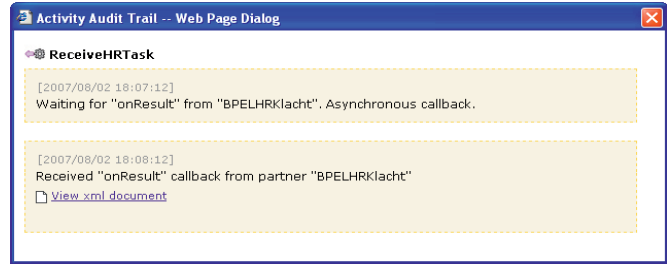 Activity Audit Trail -- Web Page Dialog
ReceiveHRTask
[2007/08/02 18:07:12]
Waiting for "onResult" from "BPELHRKlacht". Asynchronous callback.
[2007/08/02 18:08:12]
Received "onResult" callback from partner "BPELHRKlacht"
View xml document